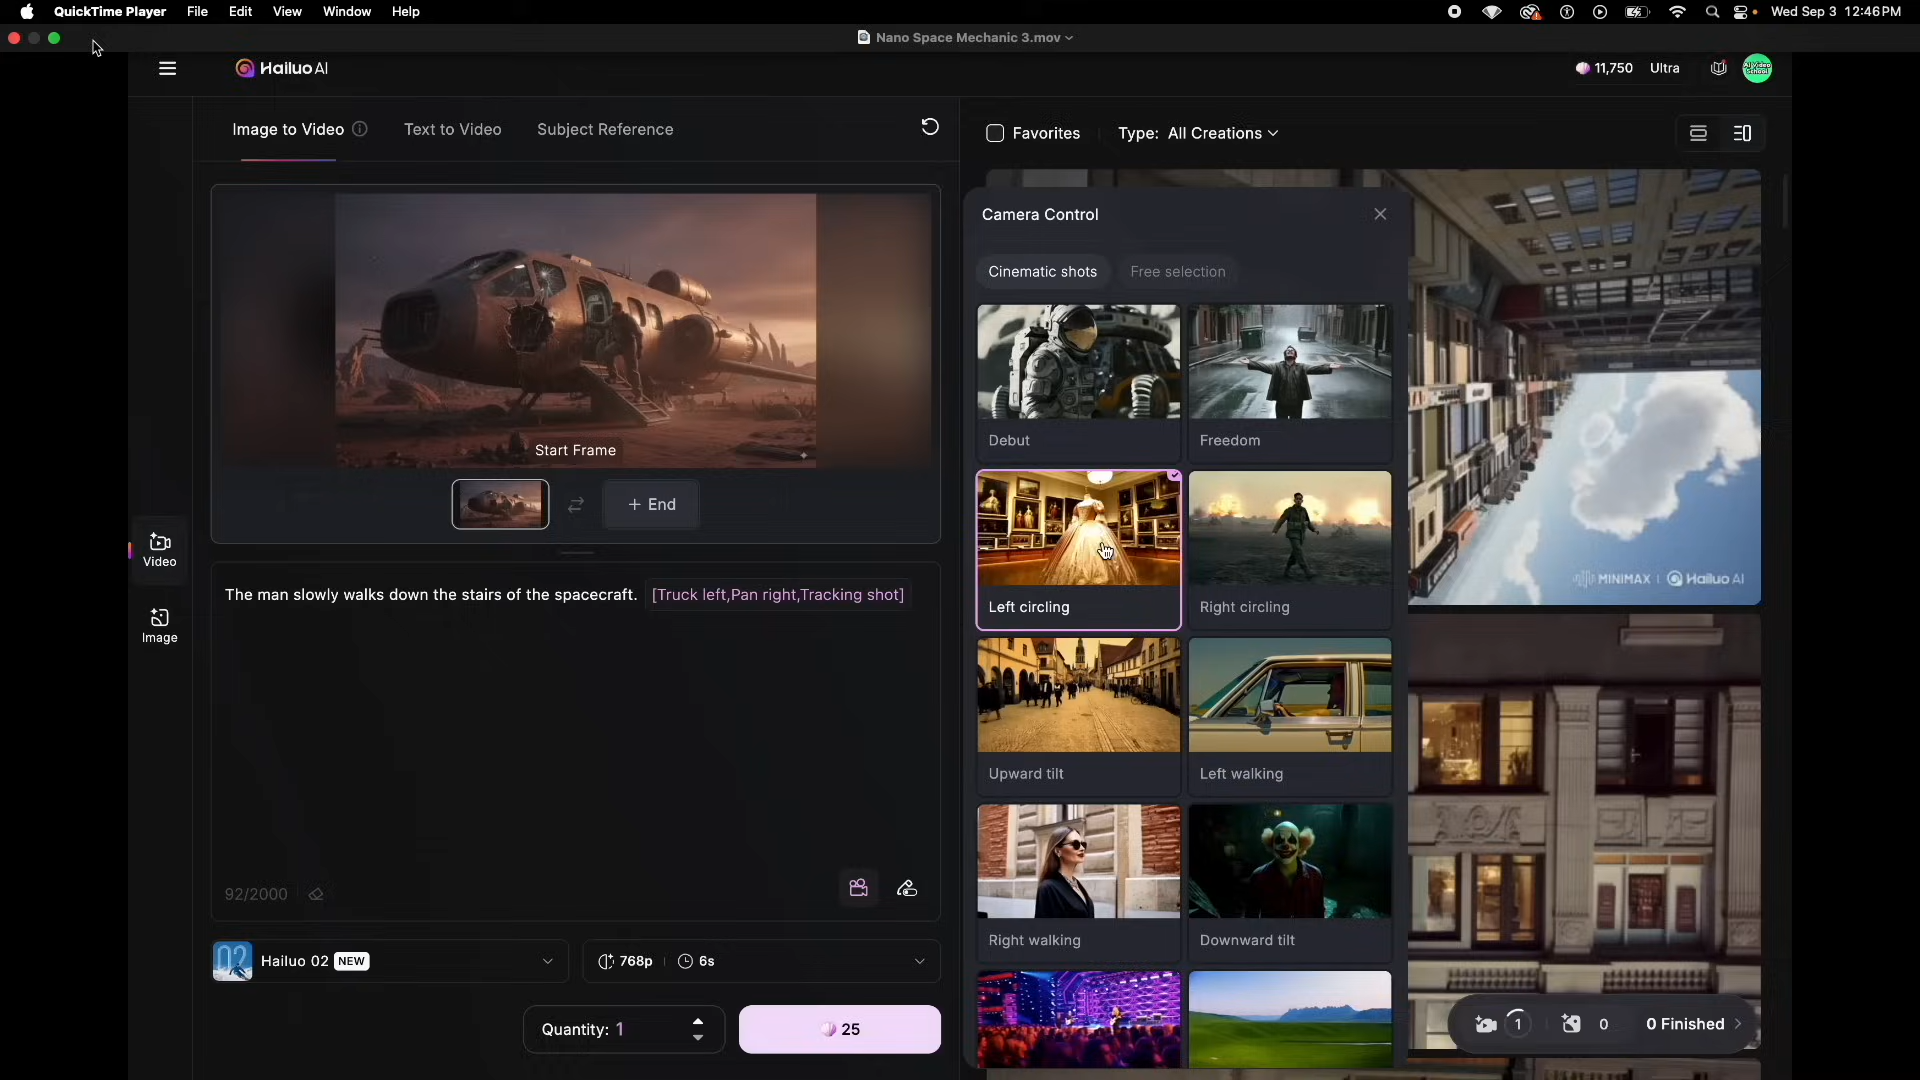 QuickTime Player File Edit View Window Help
Wed Sep 3 12:46PM
Nano Space Mechanic 3.mov
Hailuo AI
11,750 Ultra
AI Video School
Image to Video Text to Video Subject Reference
Favorites Type: All Creations
Camera Control
Cinematic shots Free selection
Debut Freedom
Start Frame
+ End
MINIMAX | Hailuo AI
Video
The man slowly walks down the stairs of the spacecraft. [Truck left,Pan right,Tracking shot]
Left circling Right circling
Image
Upward tilt Left walking
92/2000
Right walking Downward tilt
02 Hailuo 02 NEW
768p 6s
Quantity: 1
25
1 0 0 Finished